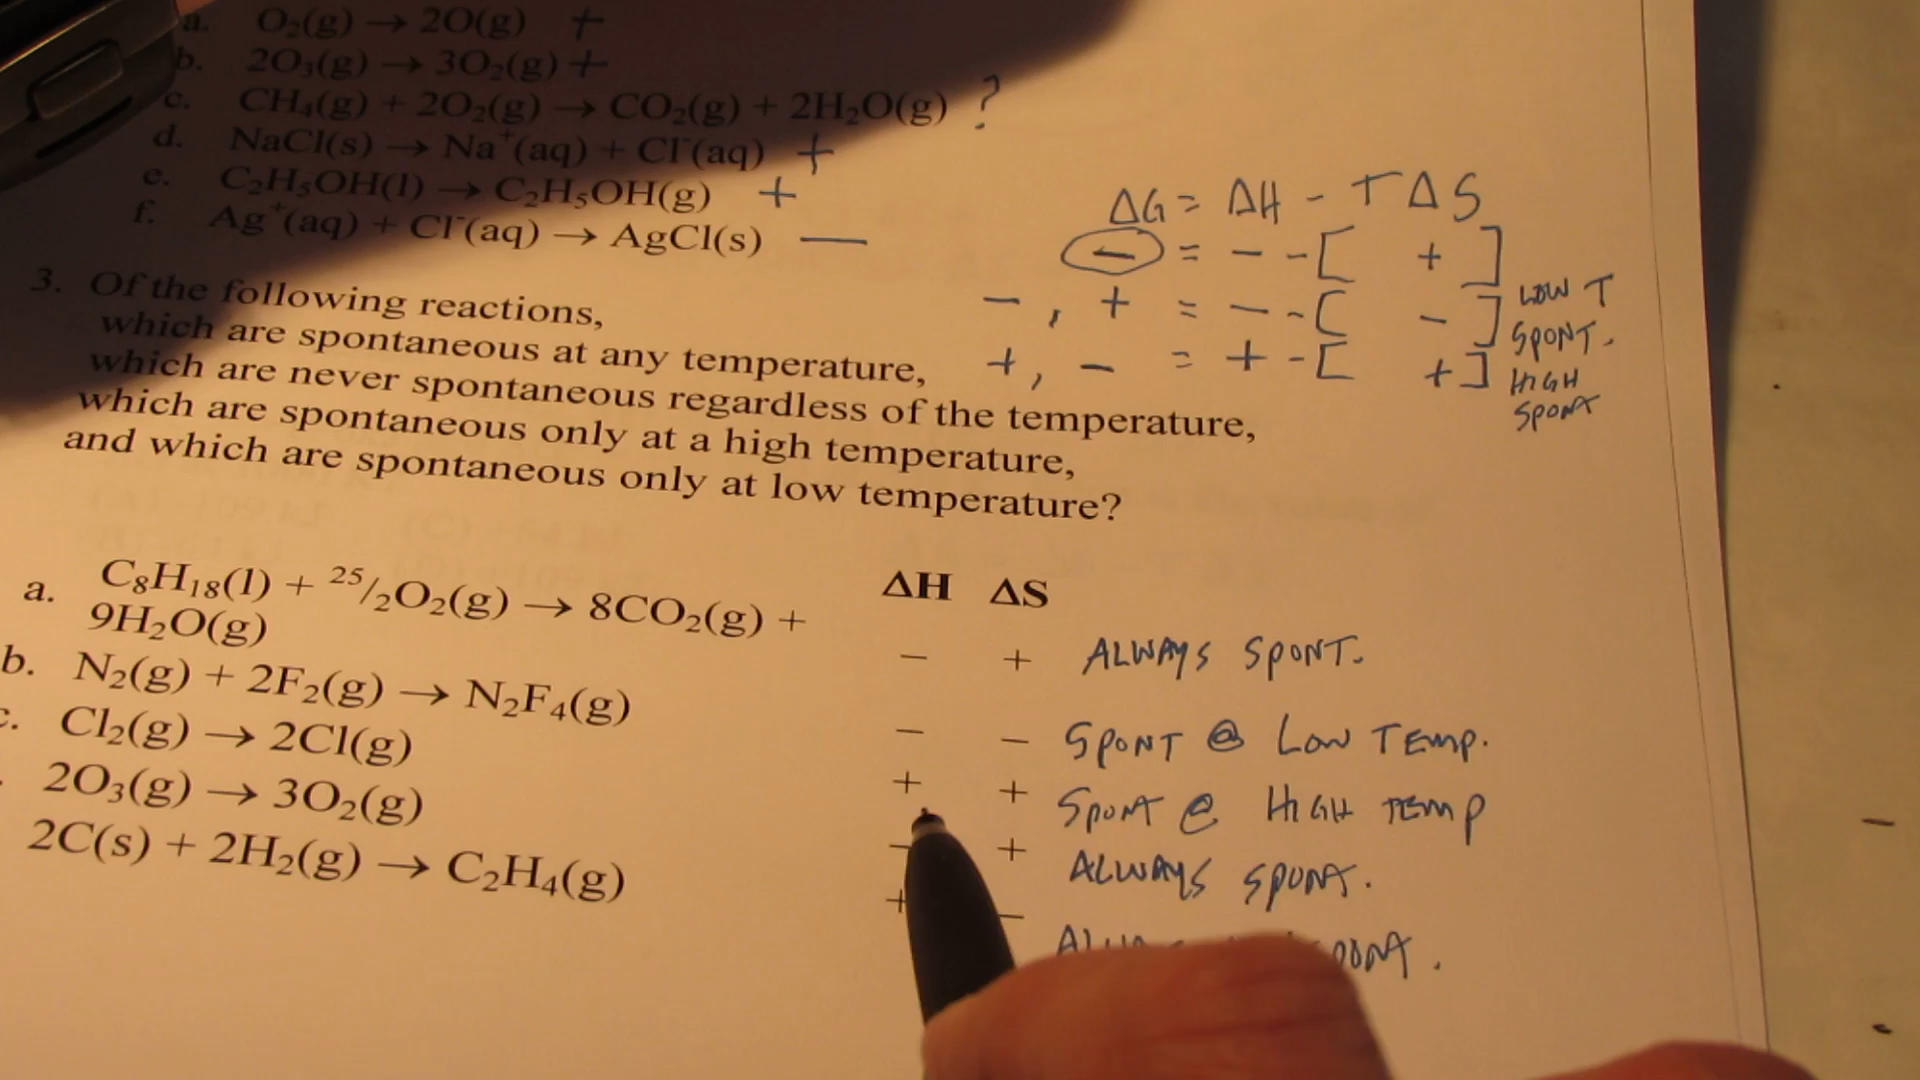 a. O₂(g) → 2O(g) +
b. 2O₃(g) → 3O₂(g) +
c. CH₄(g) + 2O₂(g) → CO₂(g) + 2H₂O(g) ?
d. NaCl(s) → Na⁺(aq) + Cl⁻(aq) +
e. C₂H₅OH(l) → C₂H₅OH(g) +
f. Ag⁺(aq) + Cl⁻(aq) → AgCl(s) —
ΔG = ΔH - TΔS
- = - - [ + ]
-, + = - - [ - ] LOW T SPONT.
+, - = + - [ + ] HIGH SPONT
3. Of the following reactions,
which are spontaneous at any temperature,
which are never spontaneous regardless of the temperature,
which are spontaneous only at a high temperature,
and which are spontaneous only at low temperature?
ΔH ΔS
a. C₈H₁₈(l) + ²⁵/₂O₂(g) → 8CO₂(g) +
9H₂O(g) - + ALWAYS SPONT.
b. N₂(g) + 2F₂(g) → N₂F₄(g) - - SPONT @ LOW TEMP.
c. Cl₂(g) → 2Cl(g) + + SPONT @ HIGH TEMP
2O₃(g) → 3O₂(g) - + ALWAYS SPONT.
2C(s) + 2H₂(g) → C₂H₄(g) + -